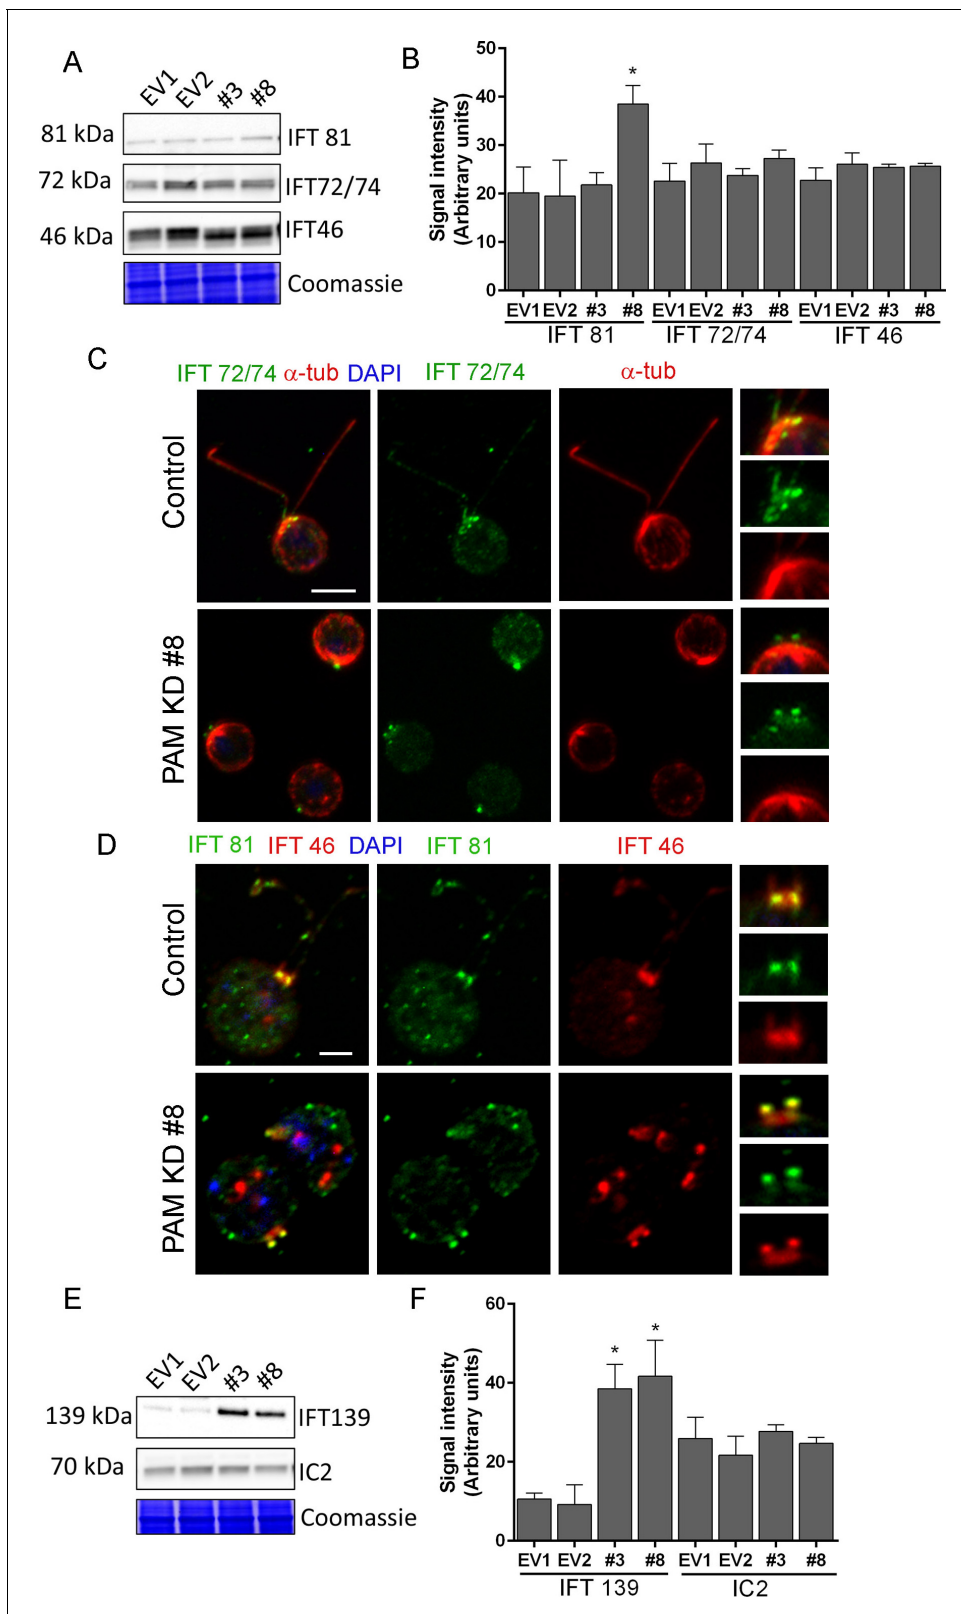 A
EV1 EV2 #3 #8
81 kDa IFT 81
72 kDa IFT72/74
46 kDa IFT46
Coomassie
B
Signal intensity
(Arbitrary units)
50
40
30
20
10
0
*
EV1 EV2 #3 #8 EV1 EV2 #3 #8 EV1 EV2 #3 #8
IFT 81 IFT 72/74 IFT 46
C
IFT 72/74 α-tub DAPI IFT 72/74 α-tub
Control
PAM KD #8
D
IFT 81 IFT 46 DAPI IFT 81 IFT 46
Control
PAM KD #8
E
EV1 EV2 #3 #8
139 kDa IFT139
70 kDa IC2
Coomassie
F
Signal intensity
(Arbitrary units)
60
40
20
0
* *
EV1 EV2 #3 #8 EV1 EV2 #3 #8
IFT 139 IC2